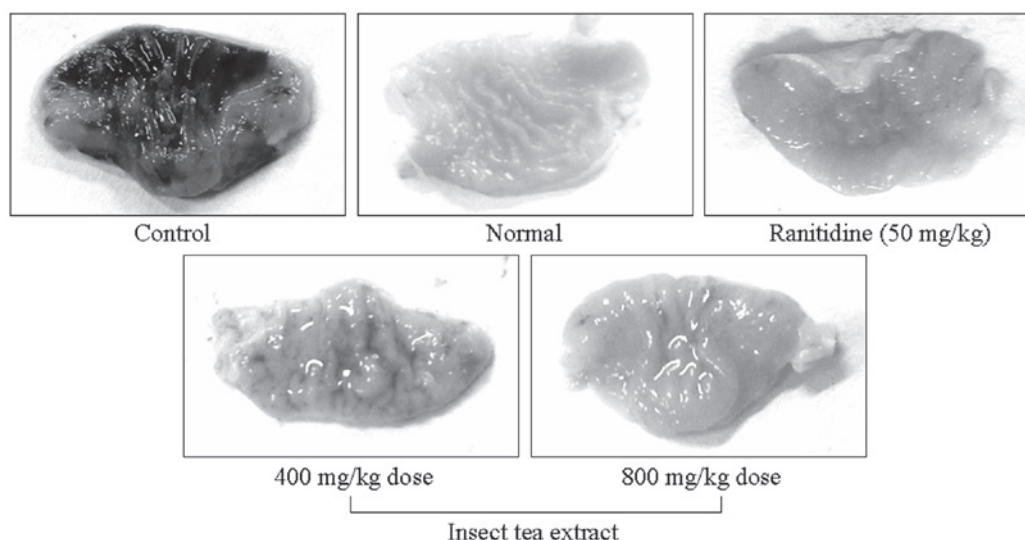 Control
Normal
Ranitidine (50 mg/kg)
400 mg/kg dose
800 mg/kg dose
Insect tea extract